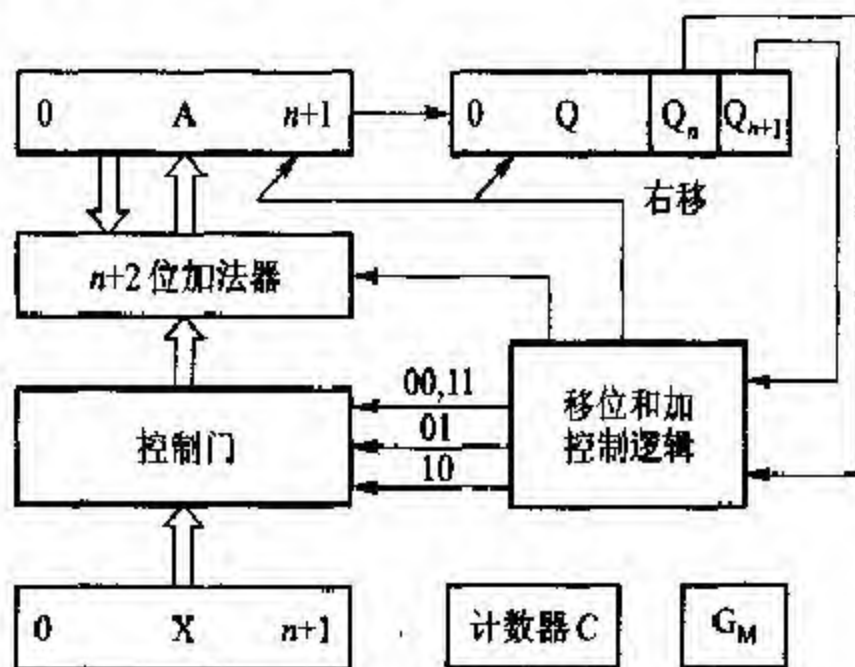 0 A n+1
0 Q Qn Qn+1
右移
n+2 位加法器
00,11
01
10
控制门
移位和加
控制逻辑
0 X n+1
计数器 C
GM